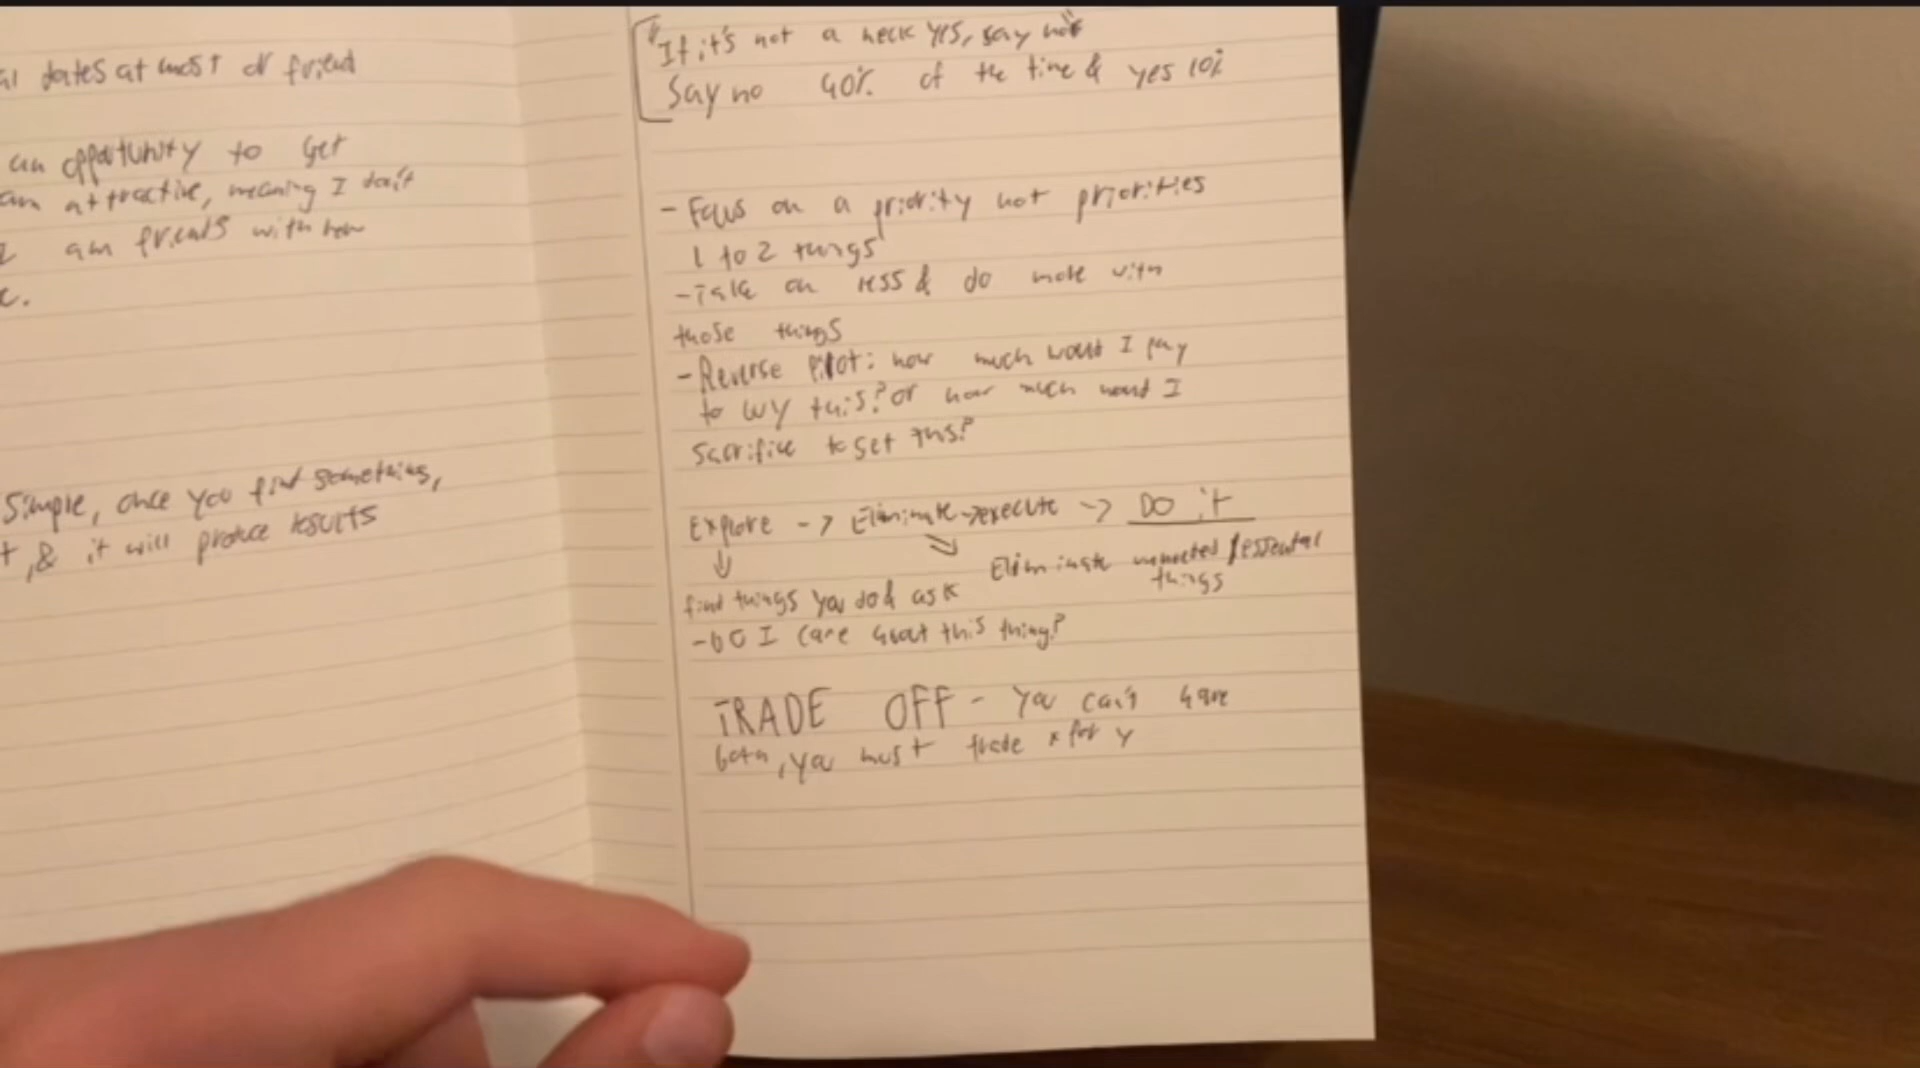 al dates at most or friend
an opportunity to get
am attractive, meaning I don't
I am friends with how
c.
Simple, once you find something,
t, & it will produce results
"If it's not a heck yes, say no"
Say no 90% of the time & yes 10%
- Focus on a priority not priorities
1 to 2 things
- Take on less & do more with
those things
- Reverse Pilot: how much would I pay
to buy this? or how much would I
Sacrifice to get this?
Explore -> Eliminate -> execute -> DO it
Eliminate /essential
things
find things you do & ask
- DO I care about this thing?
TRADE OFF - You can't have
both, you must trade x for y